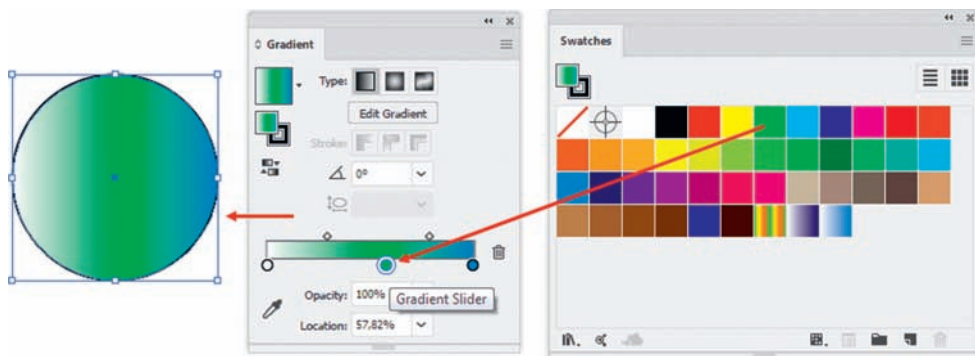 Gradient
Type:
Edit Gradient
Stroke:
0°
Opacity: 100%
Gradient Slider
Location: 57,82%
Swatches